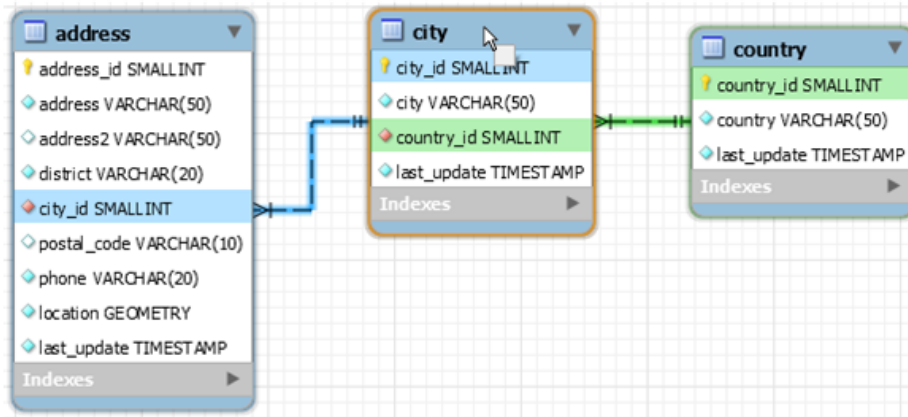 address
address_id SMALLINT
address VARCHAR(50)
address2 VARCHAR(50)
district VARCHAR(20)
city_id SMALLINT
postal_code VARCHAR(10)
phone VARCHAR(20)
location GEOMETRY
last_update TIMESTAMP
Indexes
city
city_id SMALLINT
city VARCHAR(50)
country_id SMALLINT
last_update TIMESTAMP
Indexes
country
country_id SMALLINT
country VARCHAR(50)
last_update TIMESTAMP
Indexes